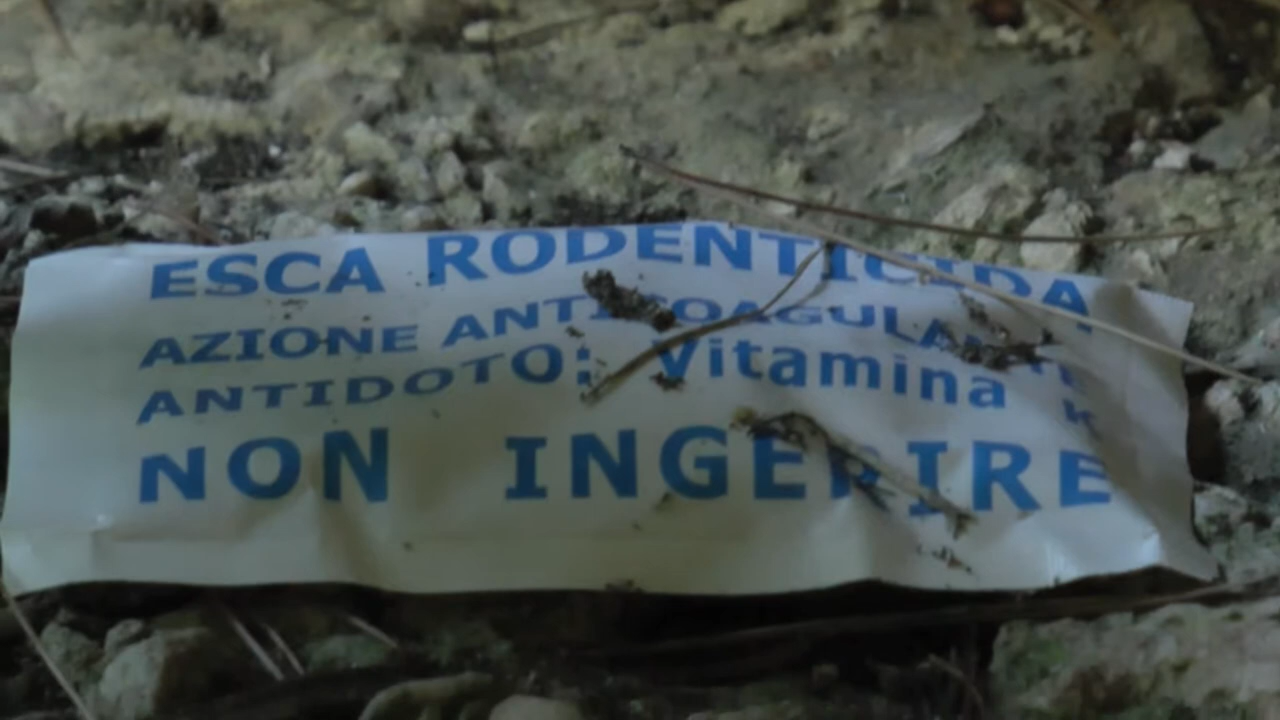 ESCA RODENTICIDA
AZIONE ANTICOAGULANTE
ANTIDOTO: Vitamina K
NON INGERIRE